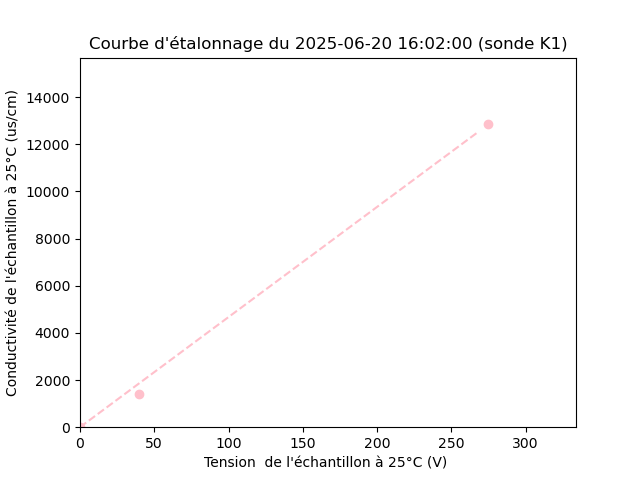 Courbe d'étalonnage du 2025-06-20 16:02:00 (sonde K1)
Conductivité de l'échantillon à 25°C (us/cm)
14000
12000
10000
8000
6000
4000
2000
0
0 50 100 150 200 250 300
Tension  de l'échantillon à 25°C (V)